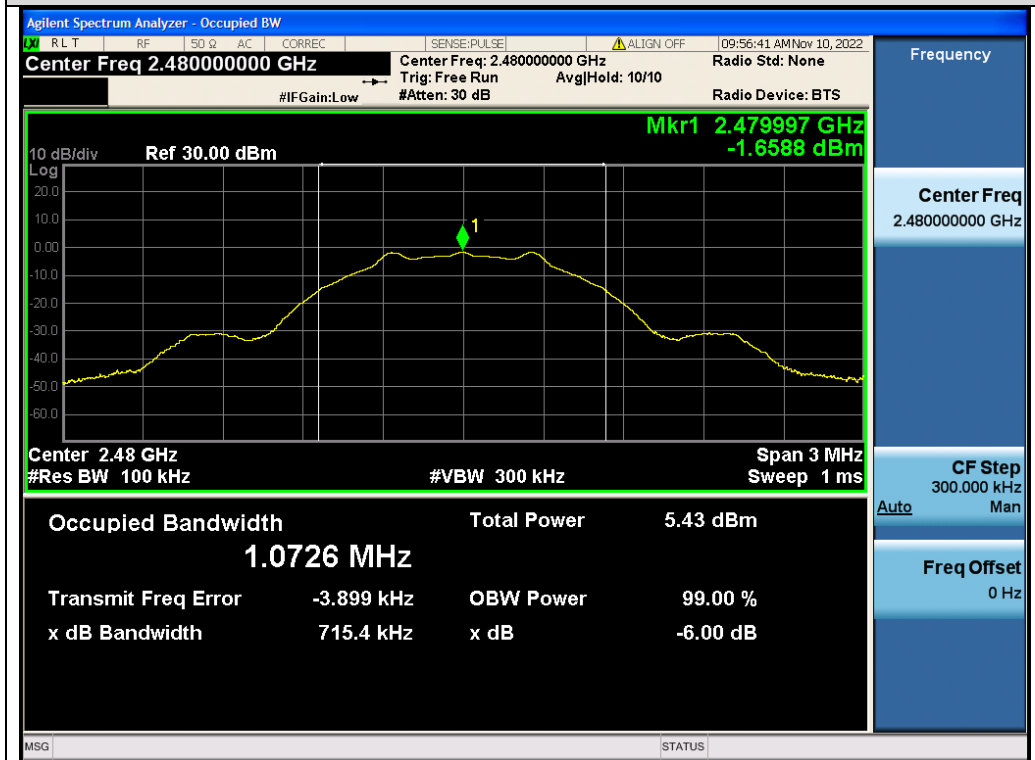 Agilent Spectrum Analyzer - Occupied BW
LXI RLT RF 50 Ω AC CORREC SENSE:PULSE ALIGN OFF 09:56:41 AM Nov 10, 2022
Center Freq 2.480000000 GHz
Center Freq: 2.480000000 GHz
Radio Std: None
Trig: Free Run Avg|Hold: 10/10
#IFGain:Low #Atten: 30 dB Radio Device: BTS
Mkr1 2.479997 GHz
-1.6588 dBm
10 dB/div Ref 30.00 dBm
Log
20.0
10.0
1
0.00
-10.0
-20.0
-30.0
-40.0
-50.0
-60.0
Center 2.48 GHz Span 3 MHz
#Res BW 100 kHz #VBW 300 kHz Sweep 1 ms
Occupied Bandwidth Total Power 5.43 dBm
1.0726 MHz
Transmit Freq Error -3.899 kHz OBW Power 99.00 %
x dB Bandwidth 715.4 kHz x dB -6.00 dB
Frequency
Center Freq
2.480000000 GHz
CF Step
300.000 kHz
Auto Man
Freq Offset
0 Hz
MSG STATUS